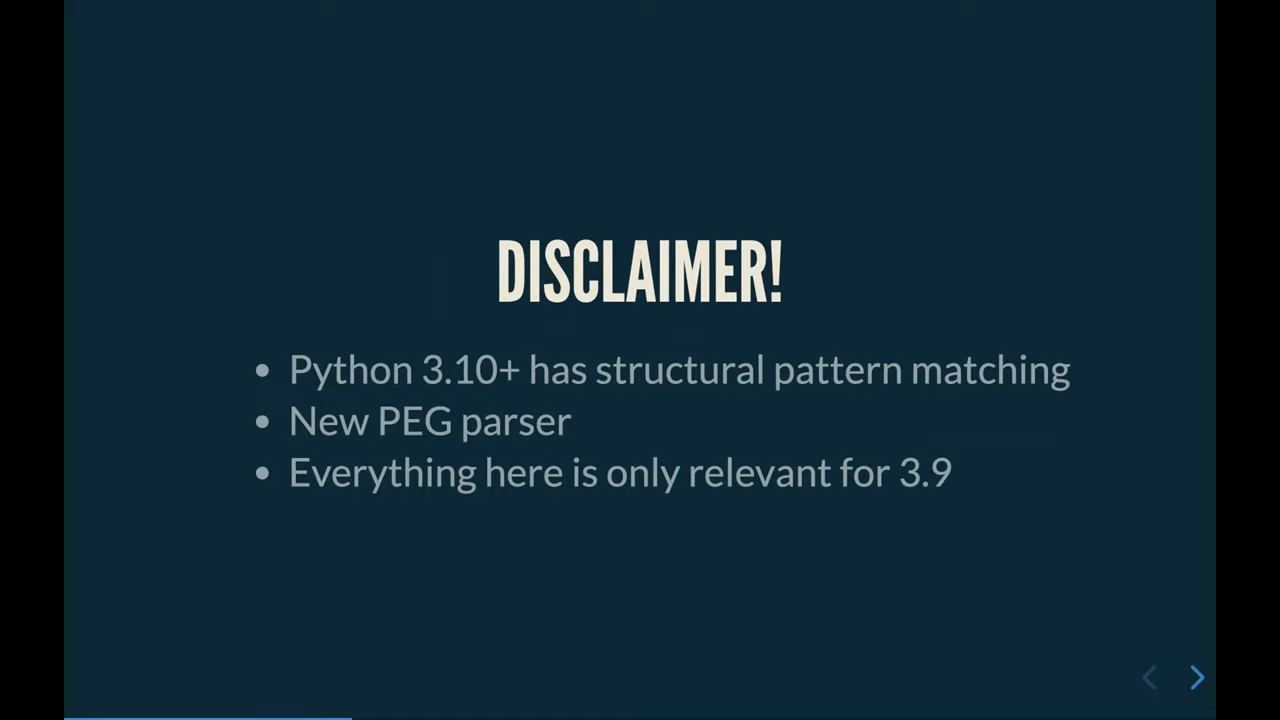 DISCLAIMER!
• Python 3.10+ has structural pattern matching
• New PEG parser
• Everything here is only relevant for 3.9